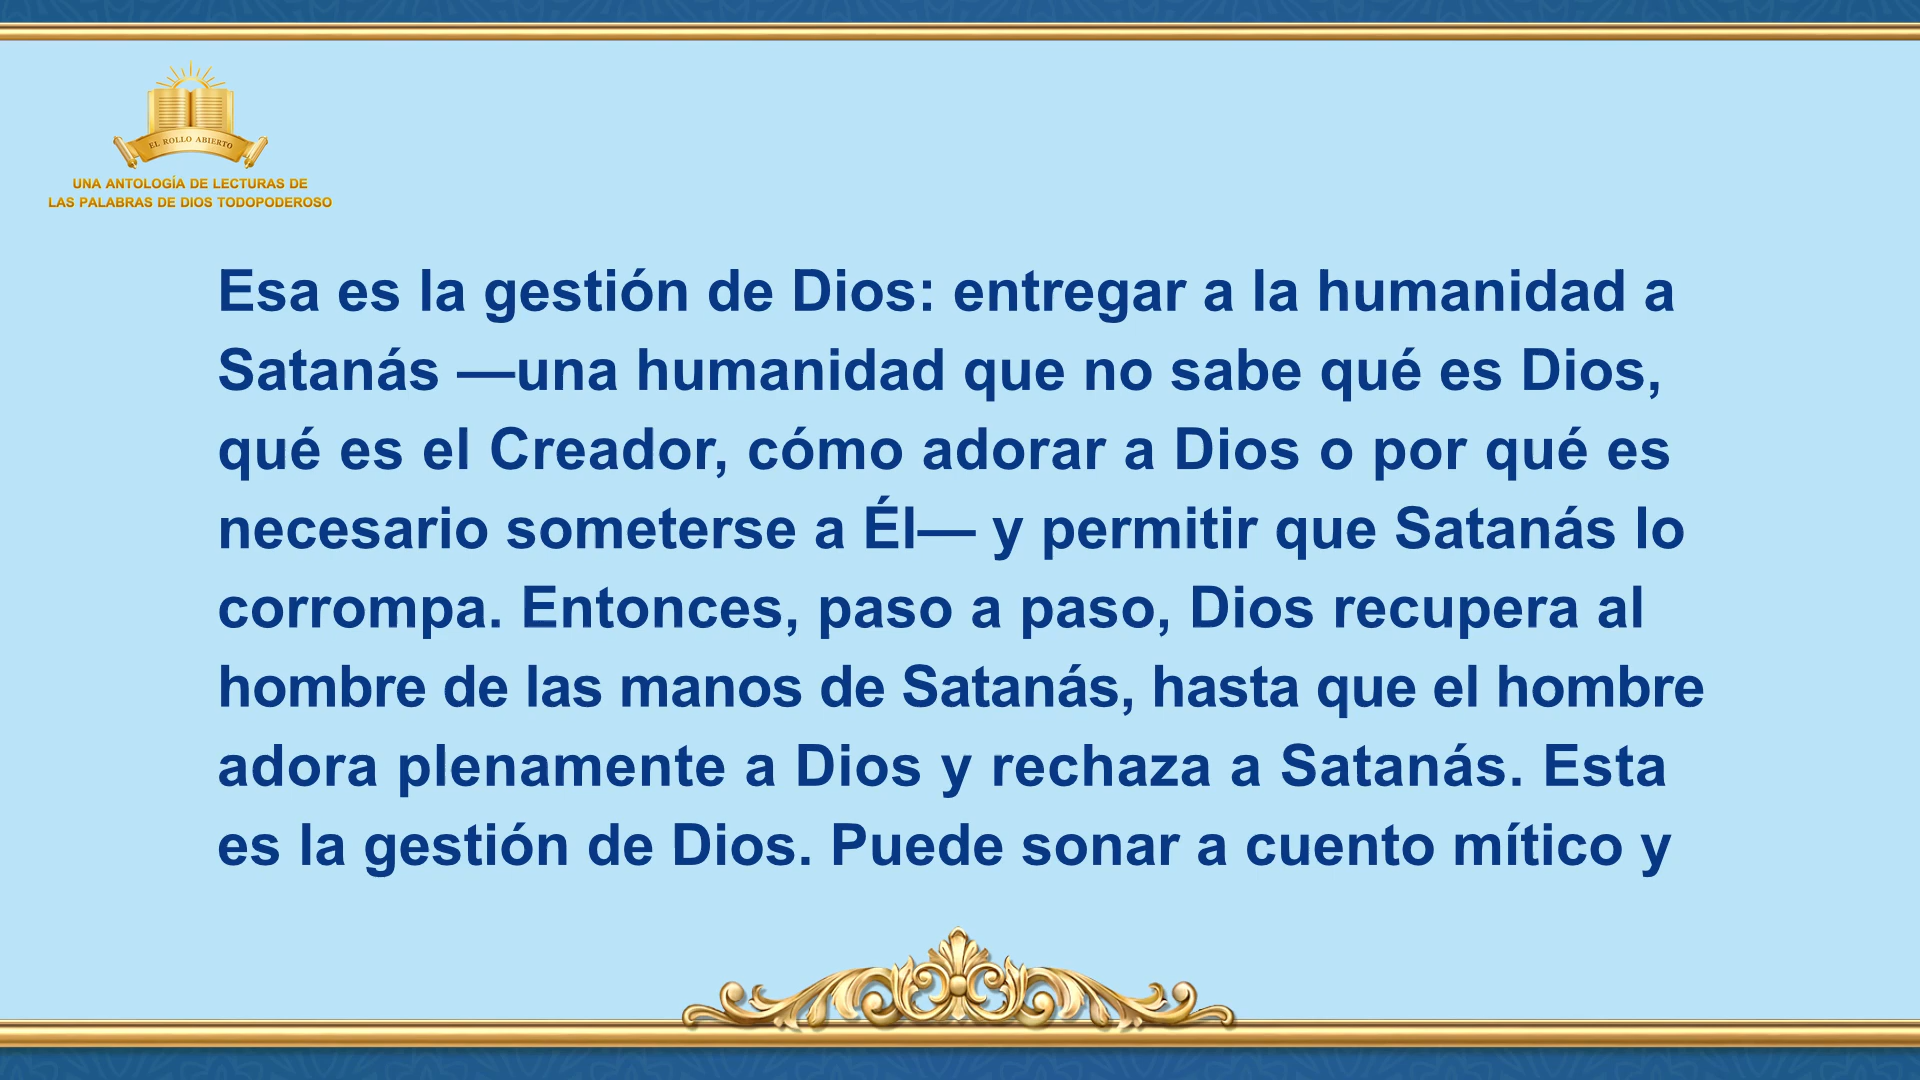 EL ROLLO ABIERTO
UNA ANTOLOGÍA DE LECTURAS DE
LAS PALABRAS DE DIOS TODOPODEROSO
Esa es la gestión de Dios: entregar a la humanidad a
Satanás —una humanidad que no sabe qué es Dios,
qué es el Creador, cómo adorar a Dios o por qué es
necesario someterse a Él— y permitir que Satanás lo
corrompa. Entonces, paso a paso, Dios recupera al
hombre de las manos de Satanás, hasta que el hombre
adora plenamente a Dios y rechaza a Satanás. Esta
es la gestión de Dios. Puede sonar a cuento mítico y